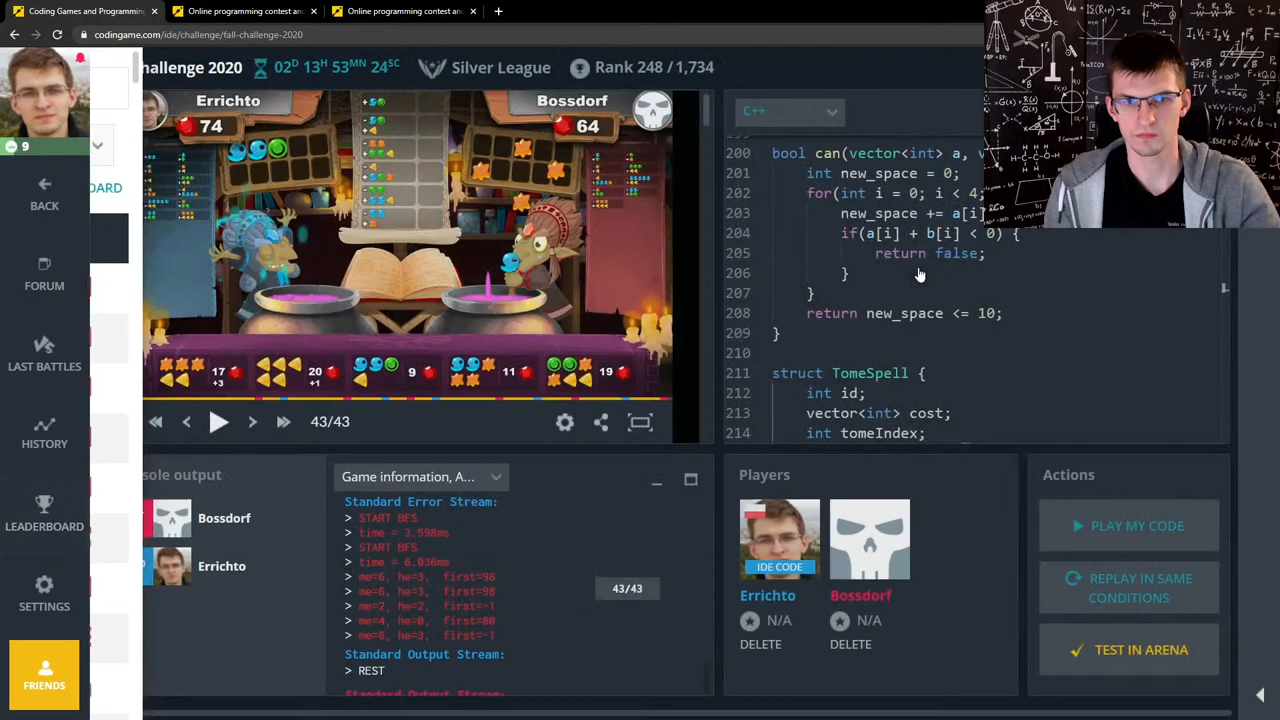 Coding Games and Programming
Online programming contest and
Online programming contest and
codingame.com/ide/challenge/fall-challenge-2020
hallenge 2020
02D 13H 53MN 24SC
Silver League
Rank 248 / 1,734
9
ARD
BACK
FORUM
LAST BATTLES
HISTORY
LEADERBOARD
SETTINGS
FRIENDS
Errichto
74
Bossdorf
64
17
+3
20
+1
9
11
19
43/43
C++
200 bool can(vector<int> a, v
201 int new_space = 0;
202 for(int i = 0; i < 4;
203 new_space += a[i]
204 if(a[i] + b[i] < 0) {
205 return false;
206 }
207 }
208 return new_space <= 10;
209 }
210
211 struct TomeSpell {
212 int id;
213 vector<int> cost;
214 int tomeIndex;
sole output
Bossdorf
Errichto
Game information, A...
Standard Error Stream:
> START BFS
> time = 3.598ms
> START BFS
> time = 6.036ms
> me=6, he=3, first=98
> me=6, he=3, first=98
> me=2, he=2, first=-1
> me=4, he=0, first=80
> me=6, he=3, first=-1
Standard Output Stream:
> REST
43/43
Players
IDE CODE
Errichto
N/A
DELETE
Bossdorf
N/A
DELETE
Actions
PLAY MY CODE
REPLAY IN SAME
CONDITIONS
TEST IN ARENA